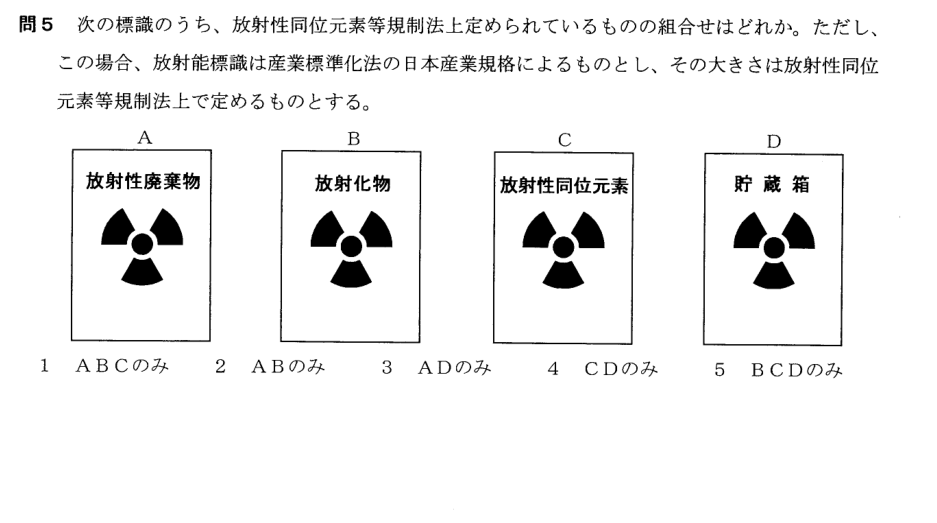 問5 次の標識のうち、放射性同位元素等規制法上定められているものの組合せはどれか。ただし、
この場合、放射能標識は産業標準化法の日本産業規格によるものとし、その大きさは放射性同位
元素等規制法上で定めるものとする。
A B C D
放射性廃棄物 放射化物 放射性同位元素 貯蔵箱
1 ABCのみ 2 ABのみ 3 ADのみ 4 CDのみ 5 BCDのみ